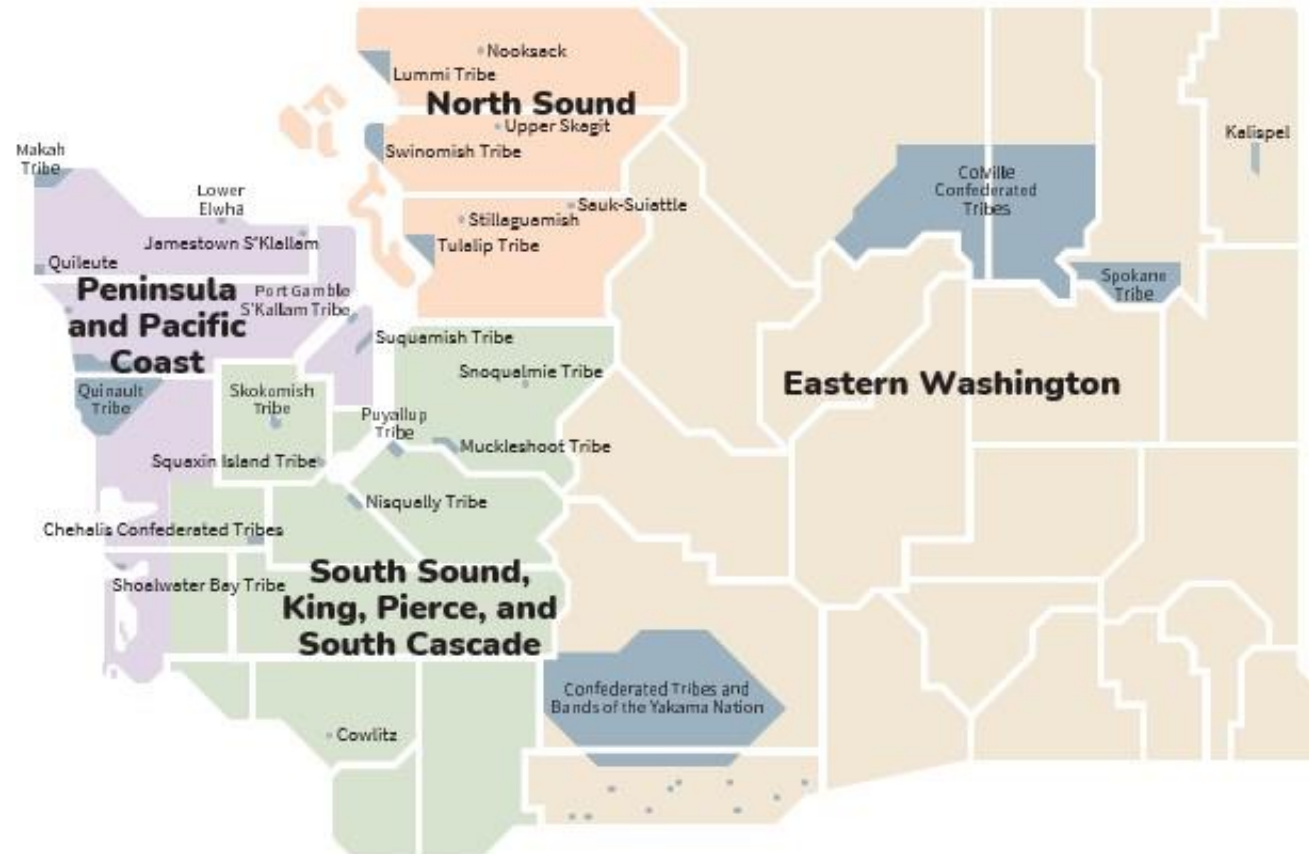 Nooksack
Lummi Tribe
North Sound
Upper Skagit
Swinomish Tribe
Sauk-Suiattle
Stillaguamish
Tulalip Tribe
Makah
Tribe
Lower
Elwha
Jamestown S'Klallam
Quileute
Peninsula
and Pacific
Coast
Port Gamble
S'Kallam Tribe
Suquamish Tribe
Quinault
Tribe
Skokomish
Tribe
Snoqualmie Tribe
Puyallup
Tribe
Muckleshoot Tribe
Squaxin Island Tribe
Nisqually Tribe
Chehalis Confederated Tribes
Shoalwater Bay Tribe
South Sound,
King, Pierce, and
South Cascade
Cowlitz
Kalispel
Colville
Confederated
Tribes
Spokane
Tribe
Eastern Washington
Confederated Tribes and
Bands of the Yakama Nation